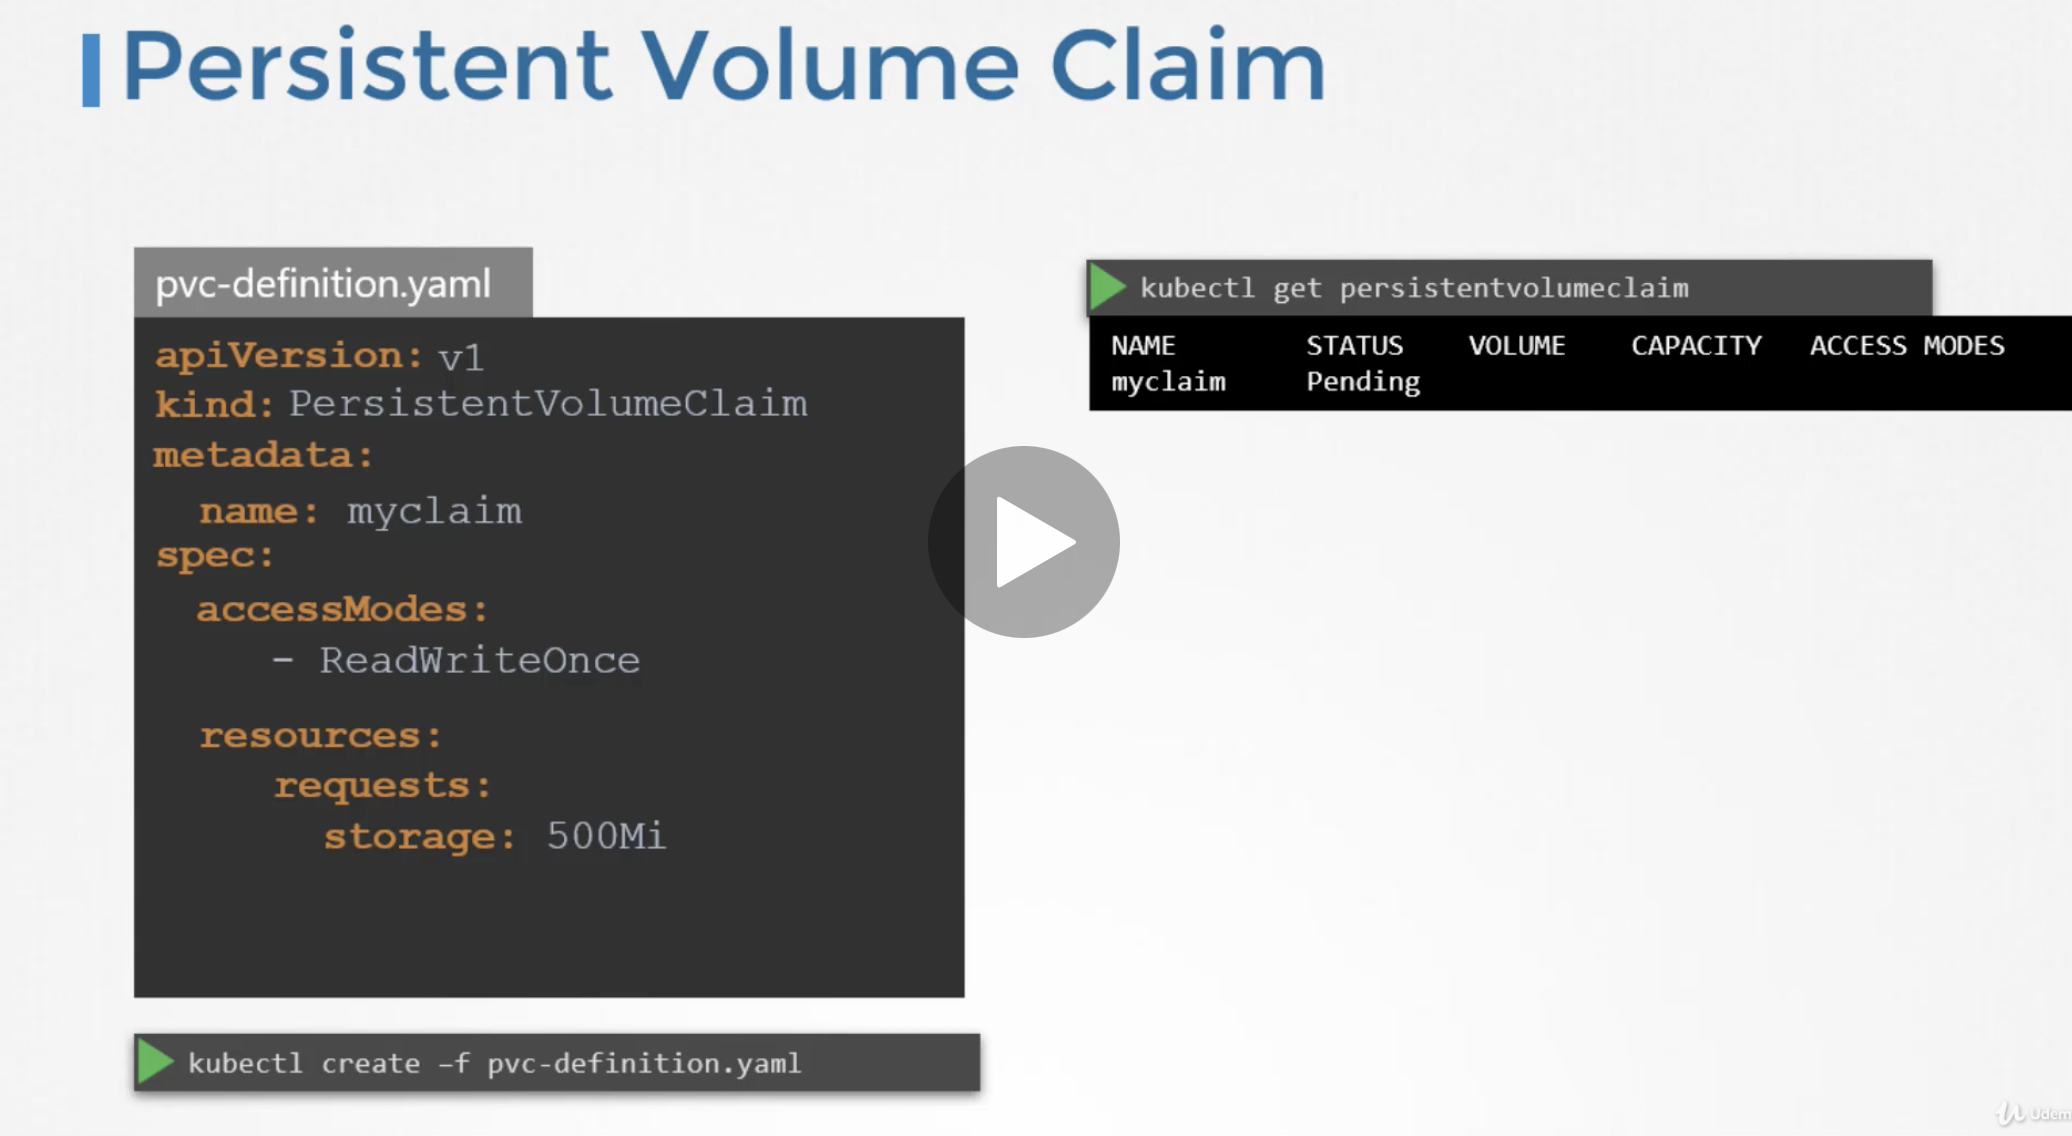 Persistent Volume Claim
pvc-definition.yaml
apiVersion: v1
kind: PersistentVolumeClaim
metadata:
name: myclaim
spec:
accessModes:
- ReadWriteOnce
resources:
requests:
storage: 500Mi
kubectl create –f pvc-definition.yaml
kubectl get persistentvolumeclaim
NAME STATUS VOLUME CAPACITY ACCESS MODES
myclaim Pending